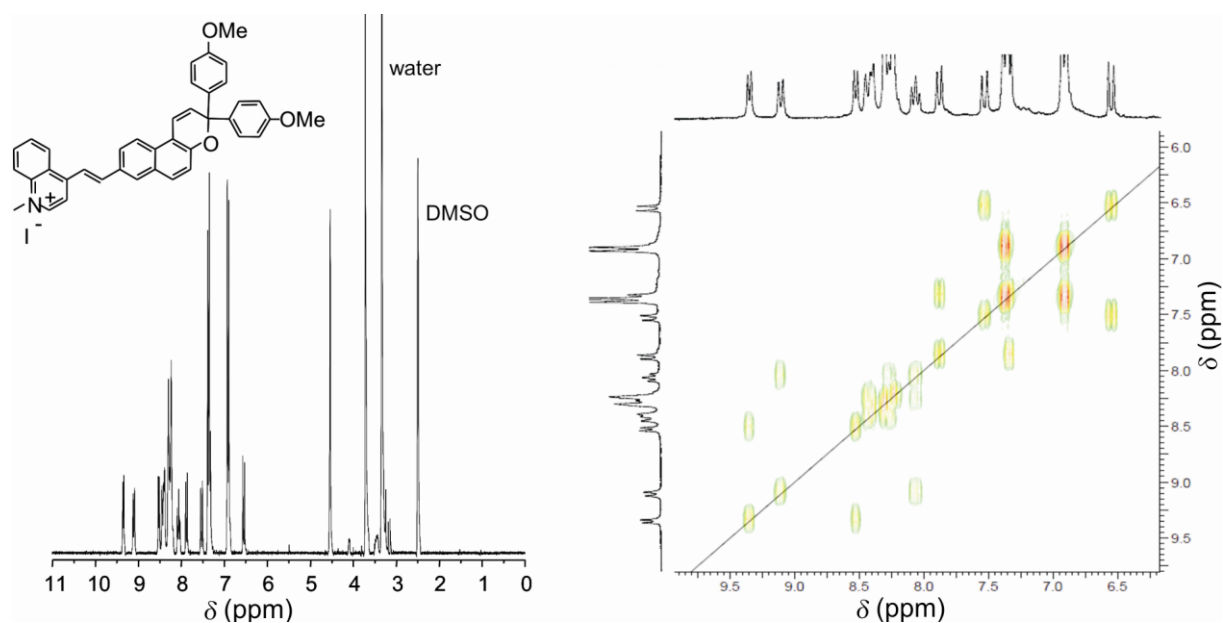 OMe
OMe
O
N
+
I -
water
DMSO
11 10 9 8 7 6 5 4 3 2 1 0
δ (ppm)
6.0
6.5
7.0
7.5
8.0
8.5
9.0
9.5
δ (ppm)
9.5 9.0 8.5 8.0 7.5 7.0 6.5
δ (ppm)